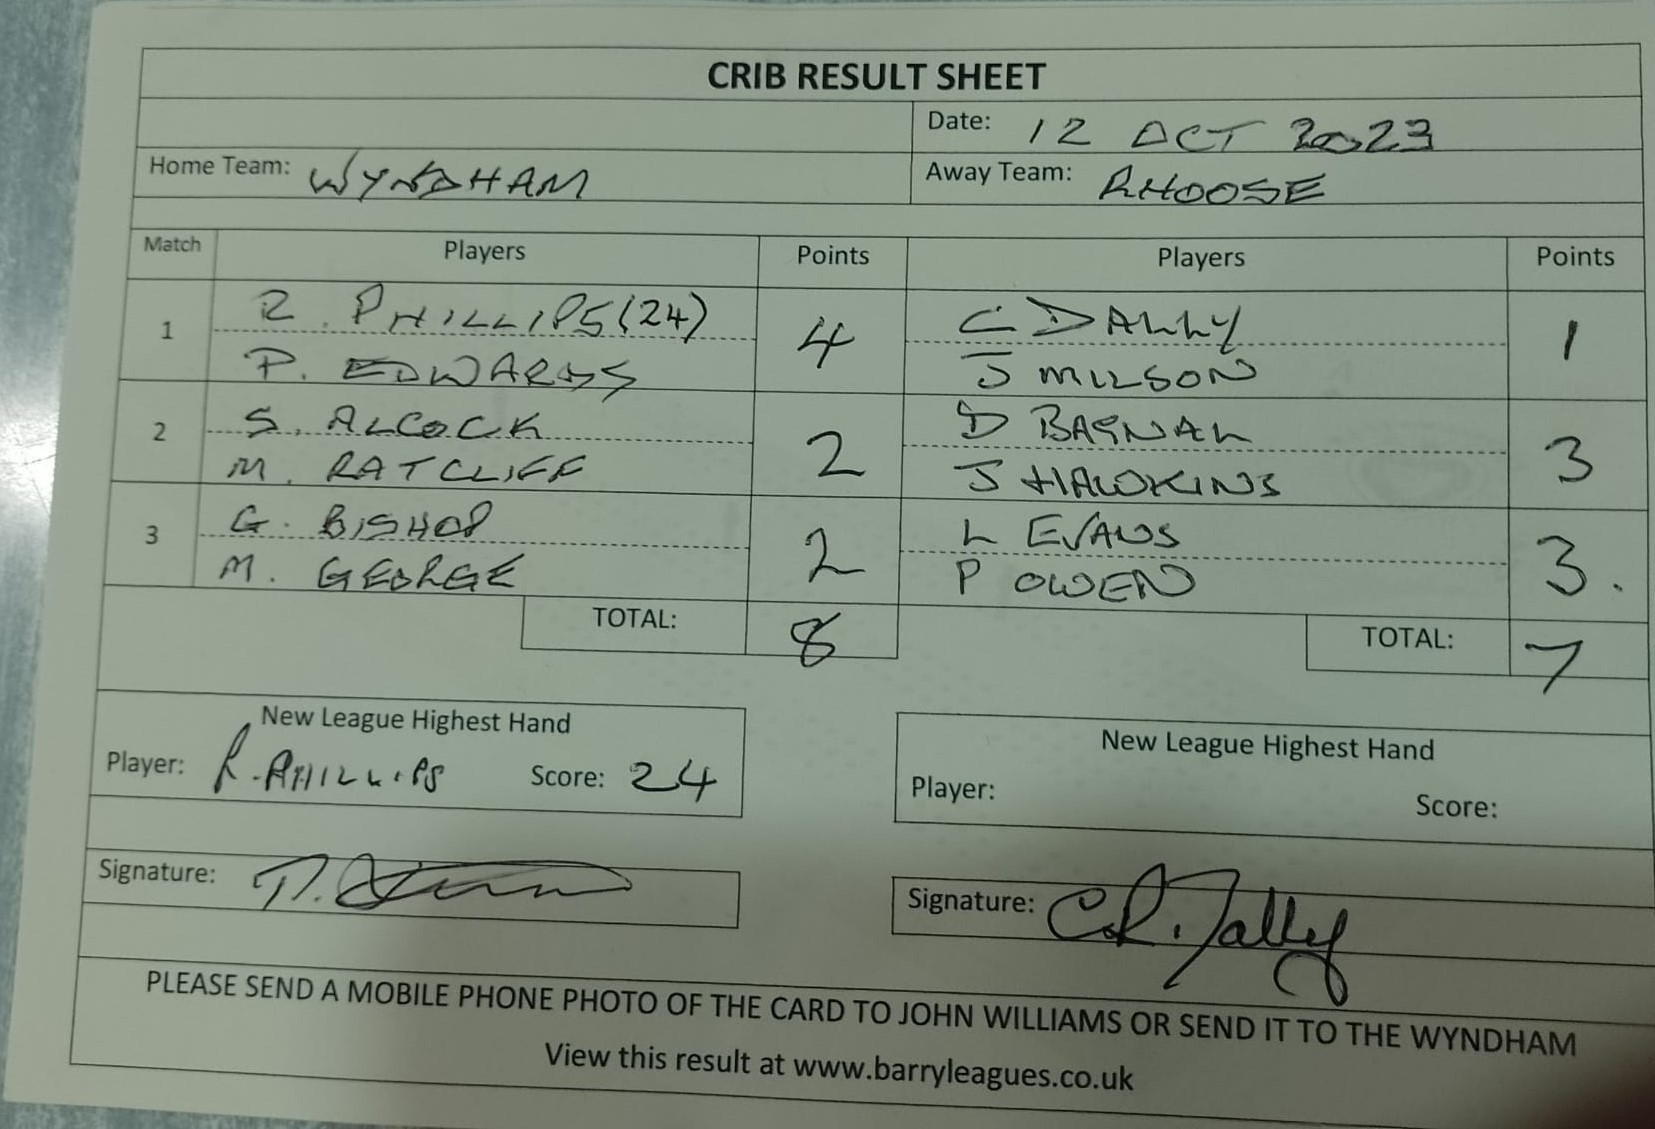 CRIB RESULT SHEET
Date: 12 OCT 2023
Home Team: WYNDHAM Away Team: RHOOSE
Match Players Points Players Points
1 R. PHILLIPS (24) 4 C DALLY 1
P. EDWARDS J MILSON
2 S. ALCOCK 2 D BAGNAL 3
M. RATCLIFF J HAWKINS
3 G. BISHOP 2 L EVANS 3.
M. GEORGE P OWEN
TOTAL: 8 TOTAL: 7
New League Highest Hand New League Highest Hand
Player: R. PHILLIPS Score: 24 Player: Score:
Signature: Signature:
PLEASE SEND A MOBILE PHONE PHOTO OF THE CARD TO JOHN WILLIAMS OR SEND IT TO THE WYNDHAM
View this result at www.barryleagues.co.uk